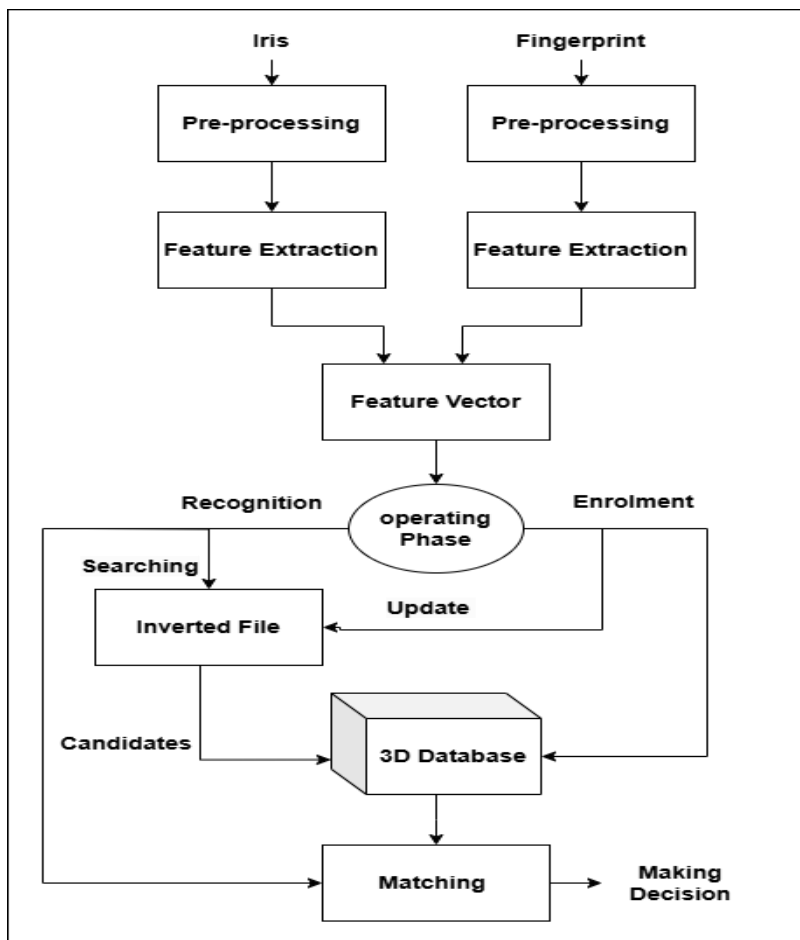 Iris
Fingerprint
Pre-processing
Pre-processing
Feature Extraction
Feature Extraction
Feature Vector
Recognition
operating
Phase
Enrolment
Searching
Inverted File
Update
Candidates
3D Database
Matching
Making
Decision